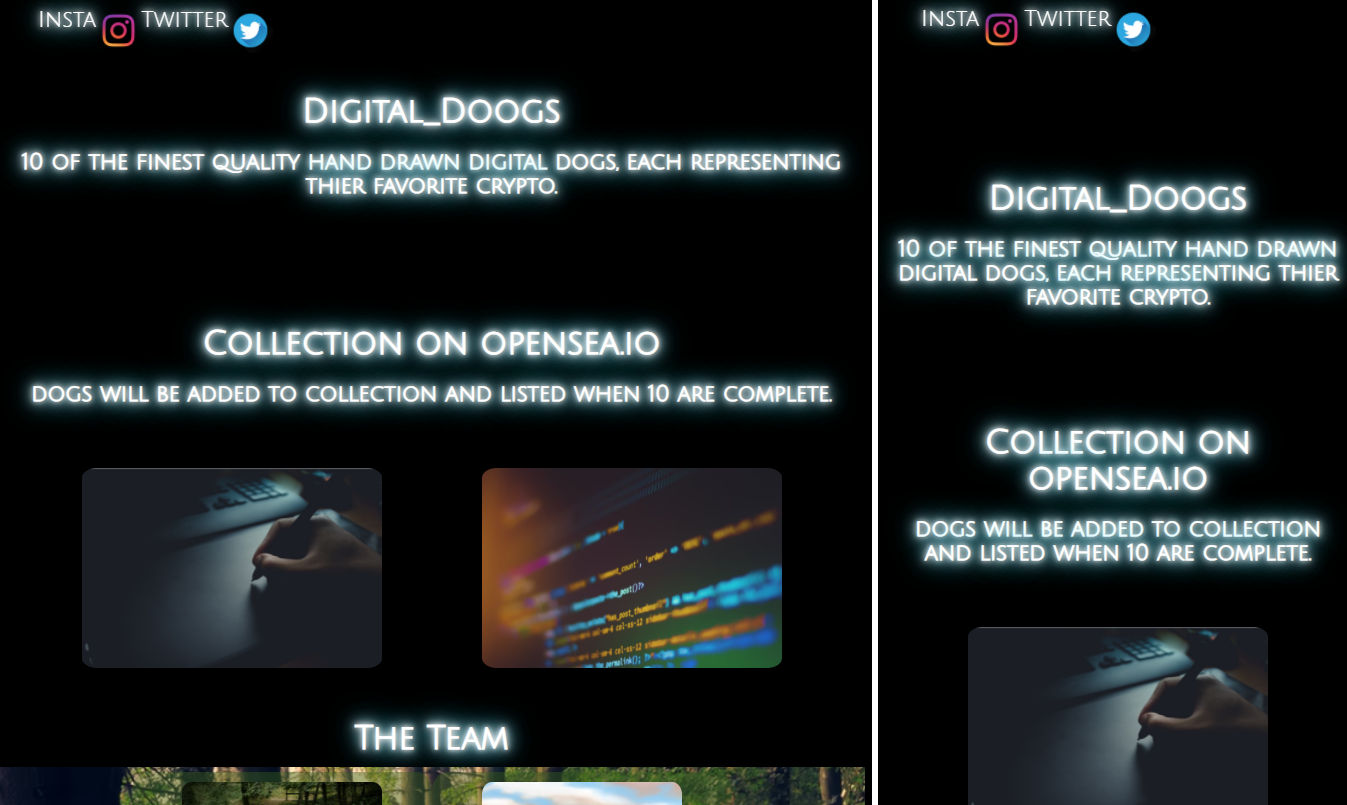 Insta Twitter
Digital_Doogs
10 of the finest quality hand drawn digital dogs, each representing
thier favorite crypto.
Collection on opensea.io
dogs will be added to collection and listed when 10 are complete.
The Team
Insta Twitter
Digital_Doogs
10 of the finest quality hand drawn
digital dogs, each representing thier
favorite crypto.
Collection on
opensea.io
dogs will be added to collection
and listed when 10 are complete.